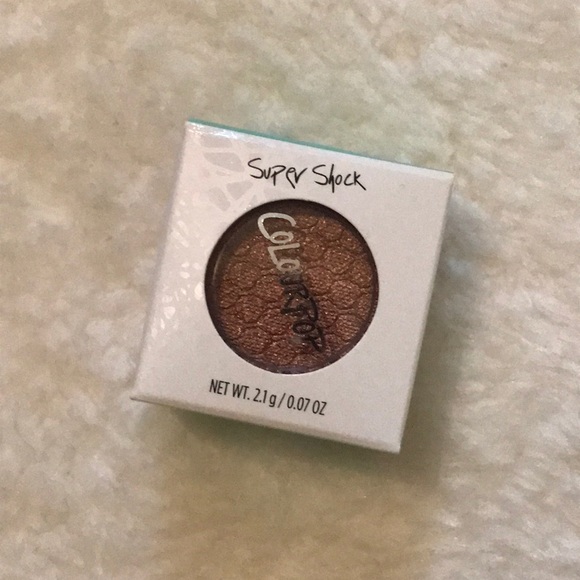 Super Shock
COLOURPOP
NET WT. 2.1 g / 0.07 OZ